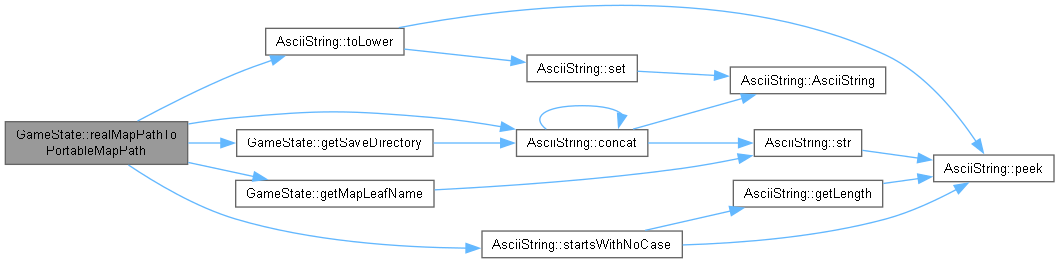 GameState::realMapPathTo
PortableMapPath
AsciiString::toLower
AsciiString::set
AsciiString::AsciiString
GameState::getSaveDirectory
AsciiString::concat
AsciiString::str
GameState::getMapLeafName
AsciiString::getLength
AsciiString::peek
AsciiString::startsWithNoCase